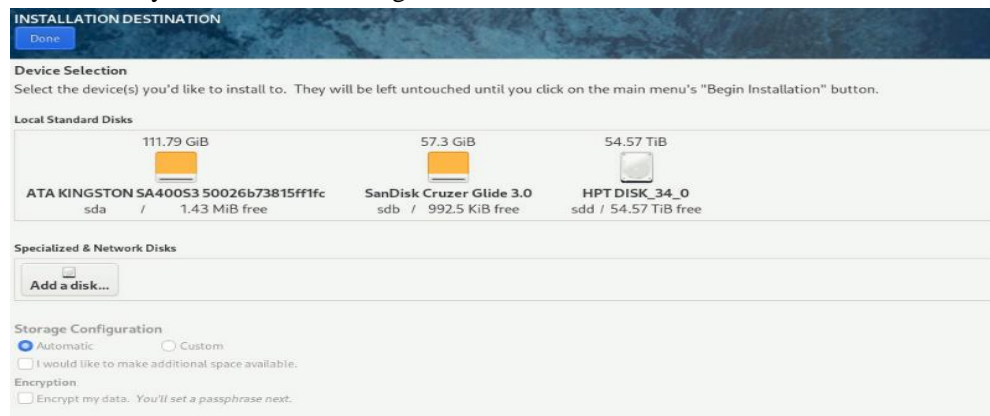 INSTALLATION DESTINATION
Done
Device Selection
Select the device(s) you'd like to install to. They will be left untouched until you click on the main menu's "Begin Installation" button.
Local Standard Disks
111.79 GiB 57.3 GiB 54.57 TiB
ATA KINGSTON SA400S3 50026b73815ff1fc SanDisk Cruzer Glide 3.0 HPT DISK_34_0
sda / 1.43 MiB free sdb / 992.5 KiB free sdd / 54.57 TiB free
Specialized & Network Disks
Add a disk...
Storage Configuration
Automatic Custom
I would like to make additional space available.
Encryption
Encrypt my data. You'll set a passphrase next.